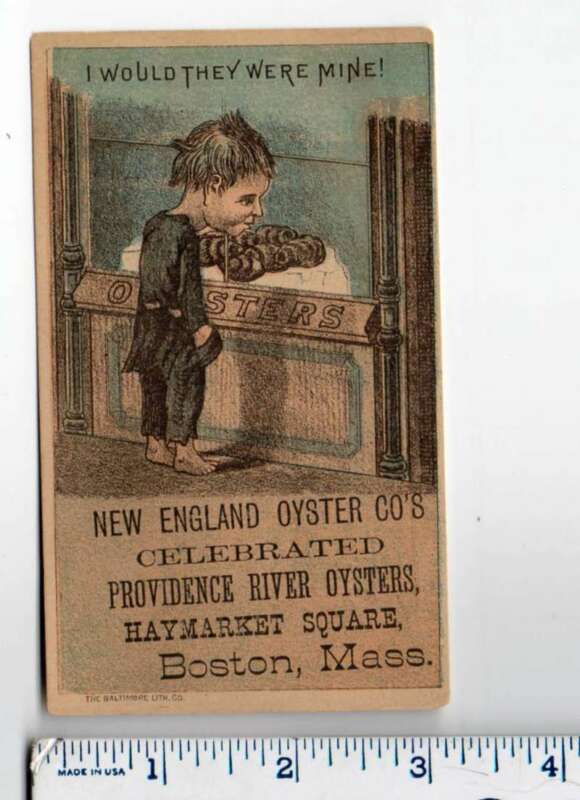 I WOULD THEY WERE MINE!
O STERS
NEW ENGLAND OYSTER CO'S
CELEBRATED
PROVIDENCE RIVER OYSTERS,
HAYMARKET SQUARE,
Boston, Mass.
THE BALTIMORE LITH. CO.
MADE IN USA 1 2 3 4